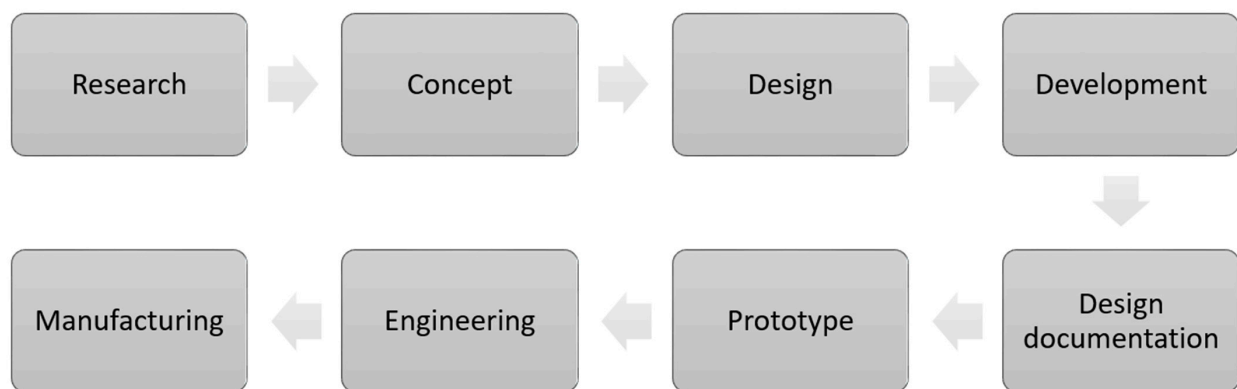 Research
Concept
Design
Development
Design
documentation
Prototype
Engineering
Manufacturing